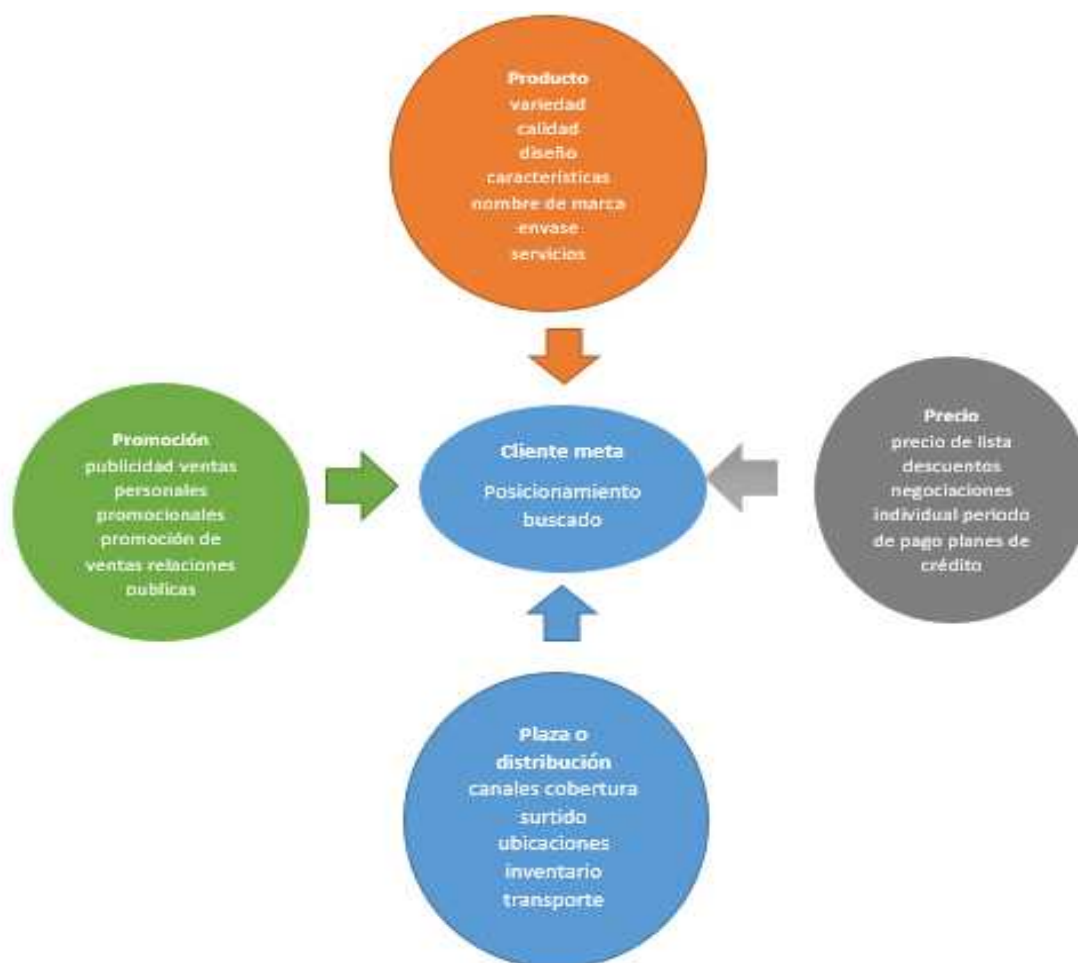 Producto
variedad
calidad
diseño
características
nombre de marca
envase
servicios
Promoción
publicidad ventas
personales
promocionales
promoción de
ventas relaciones
publicas
Cliente meta
Posicionamiento
buscado
Precio
precio de lista
descuentos
negociaciones
individual periodo
de pago planes de
crédito
Plaza o
distribución
canales cobertura
surtido
ubicaciones
inventario
transporte